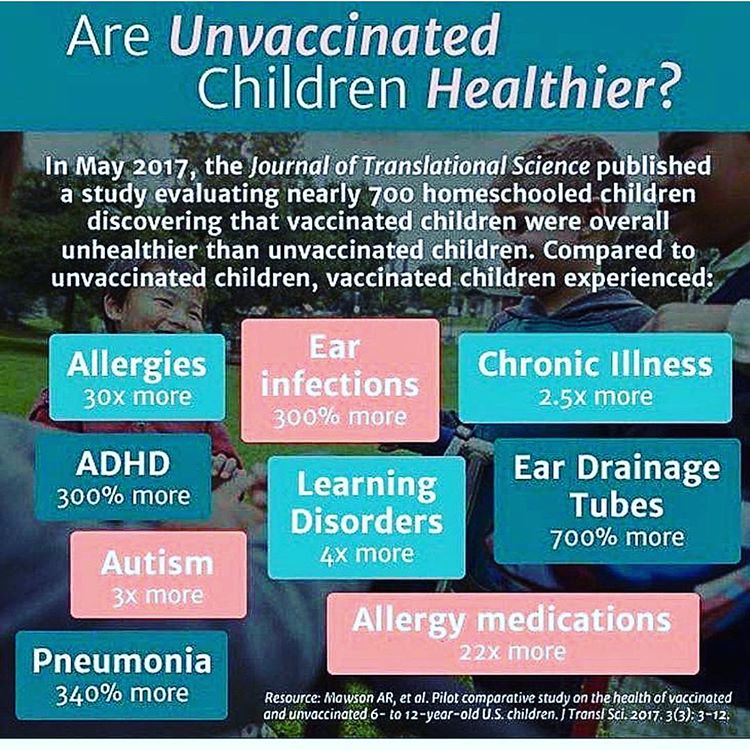 Are Unvaccinated
Children Healthier?
In May 2017, the Journal of Translational Science published
a study evaluating nearly 700 homeschooled children
discovering that vaccinated children were overall
unhealthier than unvaccinated children. Compared to
unvaccinated children, vaccinated children experienced:
Allergies
30x more
Ear
infections
300% more
Chronic Illness
2.5x more
ADHD
300% more
Learning
Disorders
4x more
Ear Drainage
Tubes
700% more
Autism
3x more
Allergy medications
22x more
Pneumonia
340% more
Resource: Mawson AR, et al. Pilot comparative study on the health of vaccinated
and unvaccinated 6- to 12-year-old U.S. children. J Transl Sci. 2017. 3(3): 3-12.